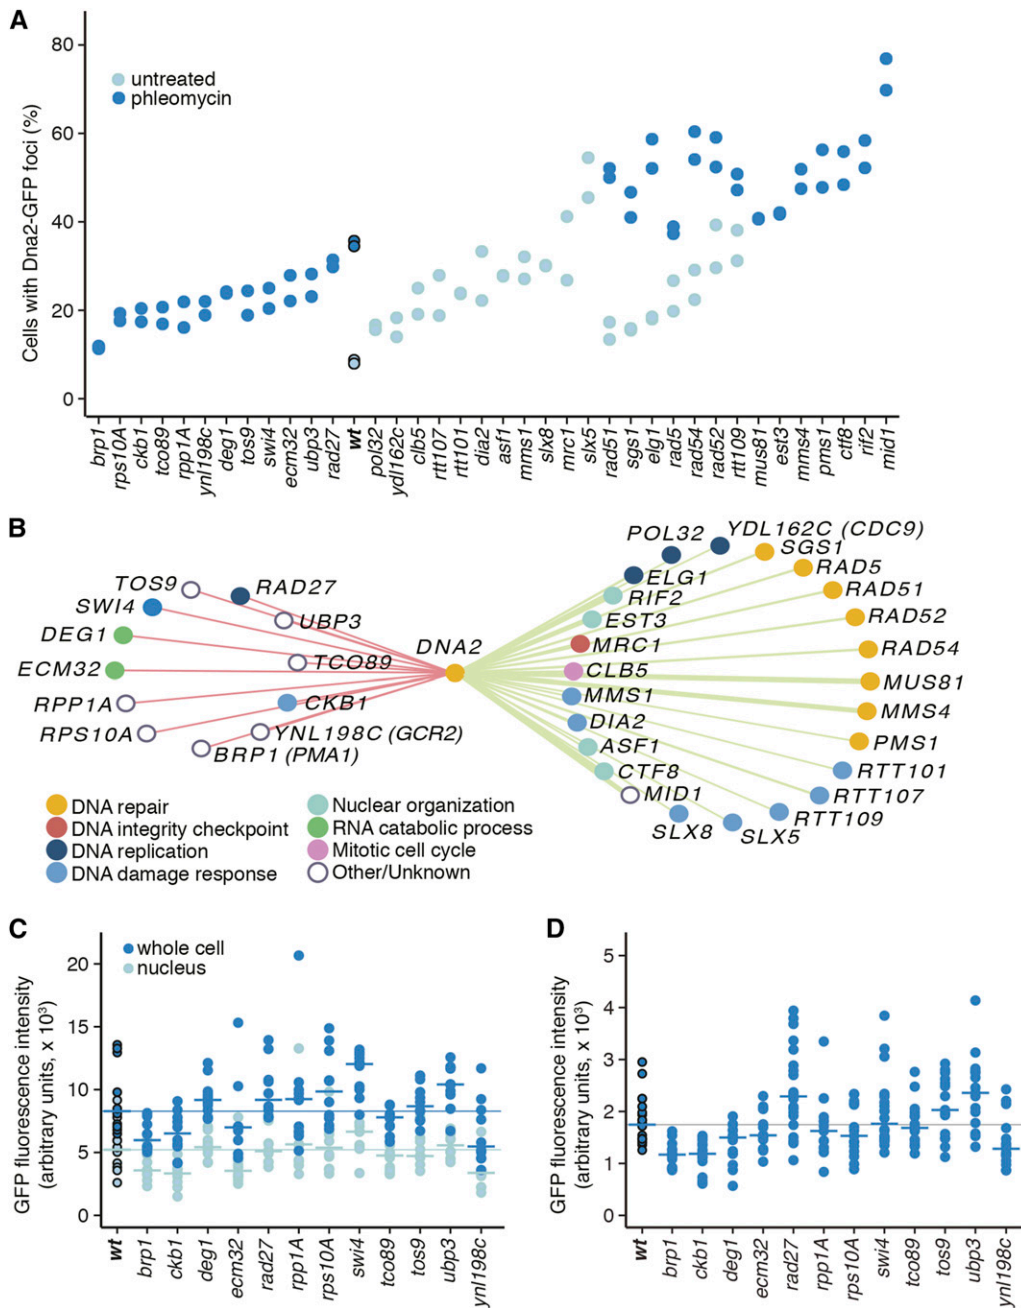 A
Cells with Dna2-GFP foci (%)
80
60
40
20
0
untreated
phleomycin
brp1
rps10A
ckb1
tco89
rpp1A
ynl198c
deg1
tos9
swi4
ecm32
ubp3
rad27
wt
pol32
ydl162c
clb5
rtt107
rtt101
dia2
asf1
mms1
slx8
mrc1
slx5
rad51
sgs1
elg1
rad5
rad54
rad52
rtt109
mus81
est3
mms4
pms1
ctf8
rif2
mid1
B
TOS9
RAD27
SWI4
UBP3
DEG1
TCO89
ECM32
RPP1A
CKB1
RPS10A
YNL198C (GCR2)
BRP1 (PMA1)
DNA2
POL32
YDL162C (CDC9)
SGS1
ELG1
RAD5
RIF2
RAD51
EST3
RAD52
MRC1
RAD54
CLB5
MUS81
MMS1
MMS4
DIA2
PMS1
ASF1
RTT101
CTF8
RTT107
MID1
RTT109
SLX8
SLX5
DNA repair
DNA integrity checkpoint
DNA replication
DNA damage response
Nuclear organization
RNA catabolic process
Mitotic cell cycle
Other/Unknown
C
GFP fluorescence intensity
(arbitrary units, x 10³)
20
15
10
5
0
whole cell
nucleus
wt
brp1
ckb1
deg1
ecm32
rad27
rpp1A
rps10A
swi4
tco89
tos9
ubp3
ynl198c
D
GFP fluorescence intensity
(arbitrary units, x 10³)
5
4
3
2
1
0
wt
brp1
ckb1
deg1
ecm32
rad27
rpp1A
rps10A
swi4
tco89
tos9
ubp3
ynl198c